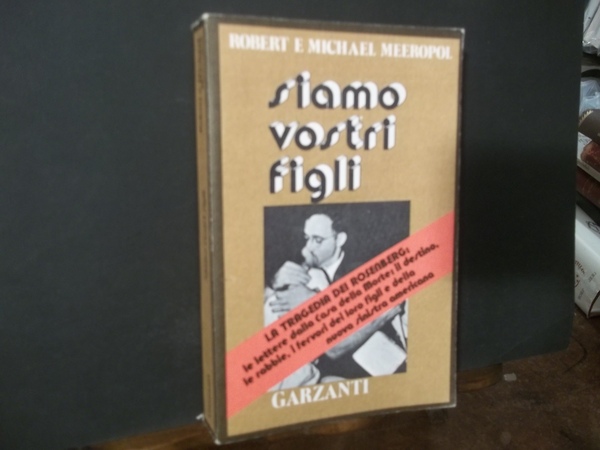 ROBERT E MICHAEL MEEROPOL
siamo
vostri
figli
LA TRAGEDIA DEI ROSENBERG:
le lettere dalla Casa della Morte; il destino,
le rabbie, i fervori dei loro figli e della
nuova sinistra americana
GARZANTI